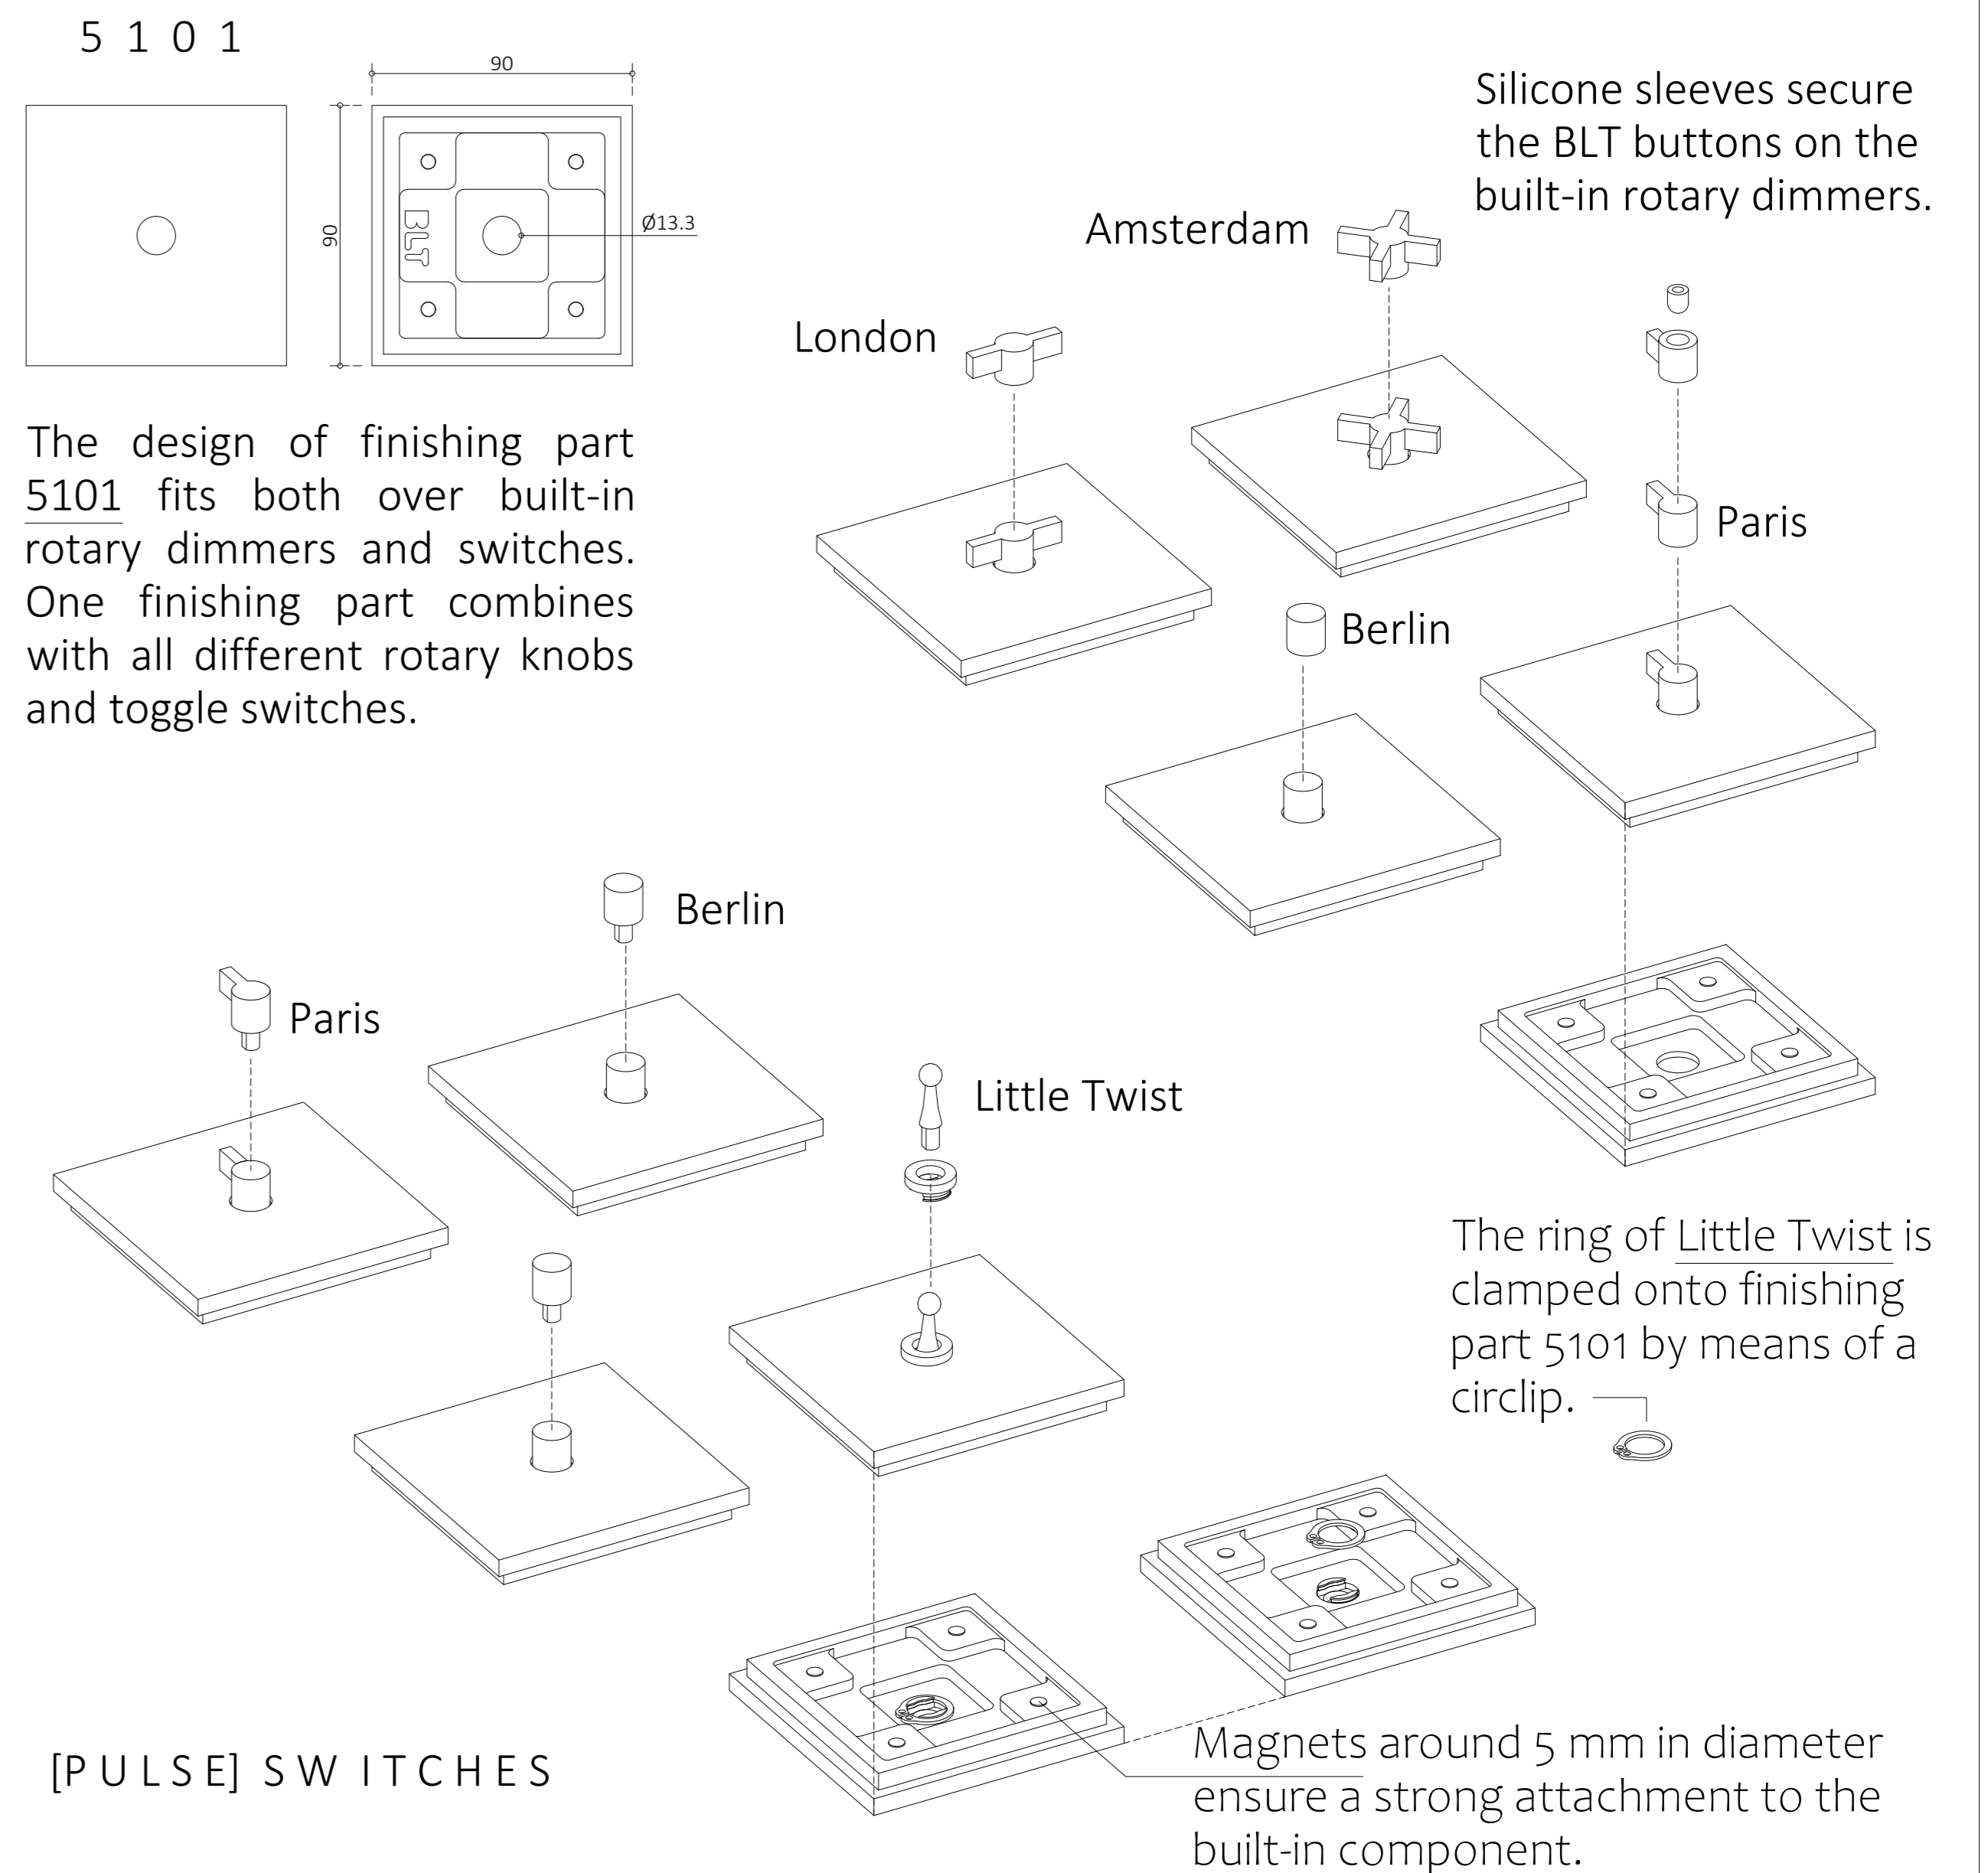 5101
90
90
Ø13.3
BLT
The design of finishing part
5101 fits both over built-in
rotary dimmers and switches.
One finishing part combines
with all different rotary knobs
and toggle switches.
Silicone sleeves secure
the BLT buttons on the
built-in rotary dimmers.
Amsterdam
London
Paris
Berlin
Berlin
Paris
Little Twist
The ring of Little Twist is
clamped onto finishing
part 5101 by means of a
circlip.
[PULSE] SWITCHES
Magnets around 5 mm in diameter
ensure a strong attachment to the
built-in component.